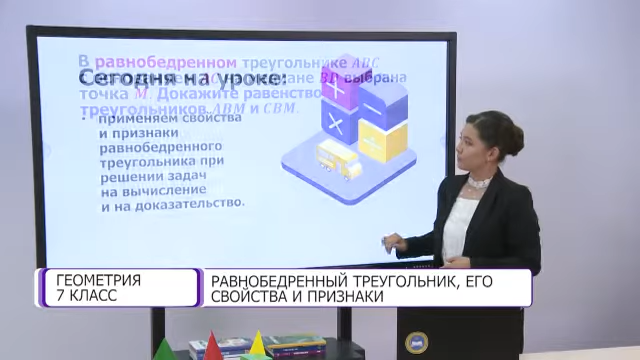 В равнобедренном треугольнике ABC
Сегодня на уроке:
BD выбрана
точка M. Докажите равенство
треугольников ABM и CBM.
• применяем свойства
и признаки
равнобедренного
треугольника при
решении задач
на вычисление
и на доказательство.
ГЕОМЕТРИЯ
7 КЛАСС
РАВНОБЕДРЕННЫЙ ТРЕУГОЛЬНИК, ЕГО
СВОЙСТВА И ПРИЗНАКИ